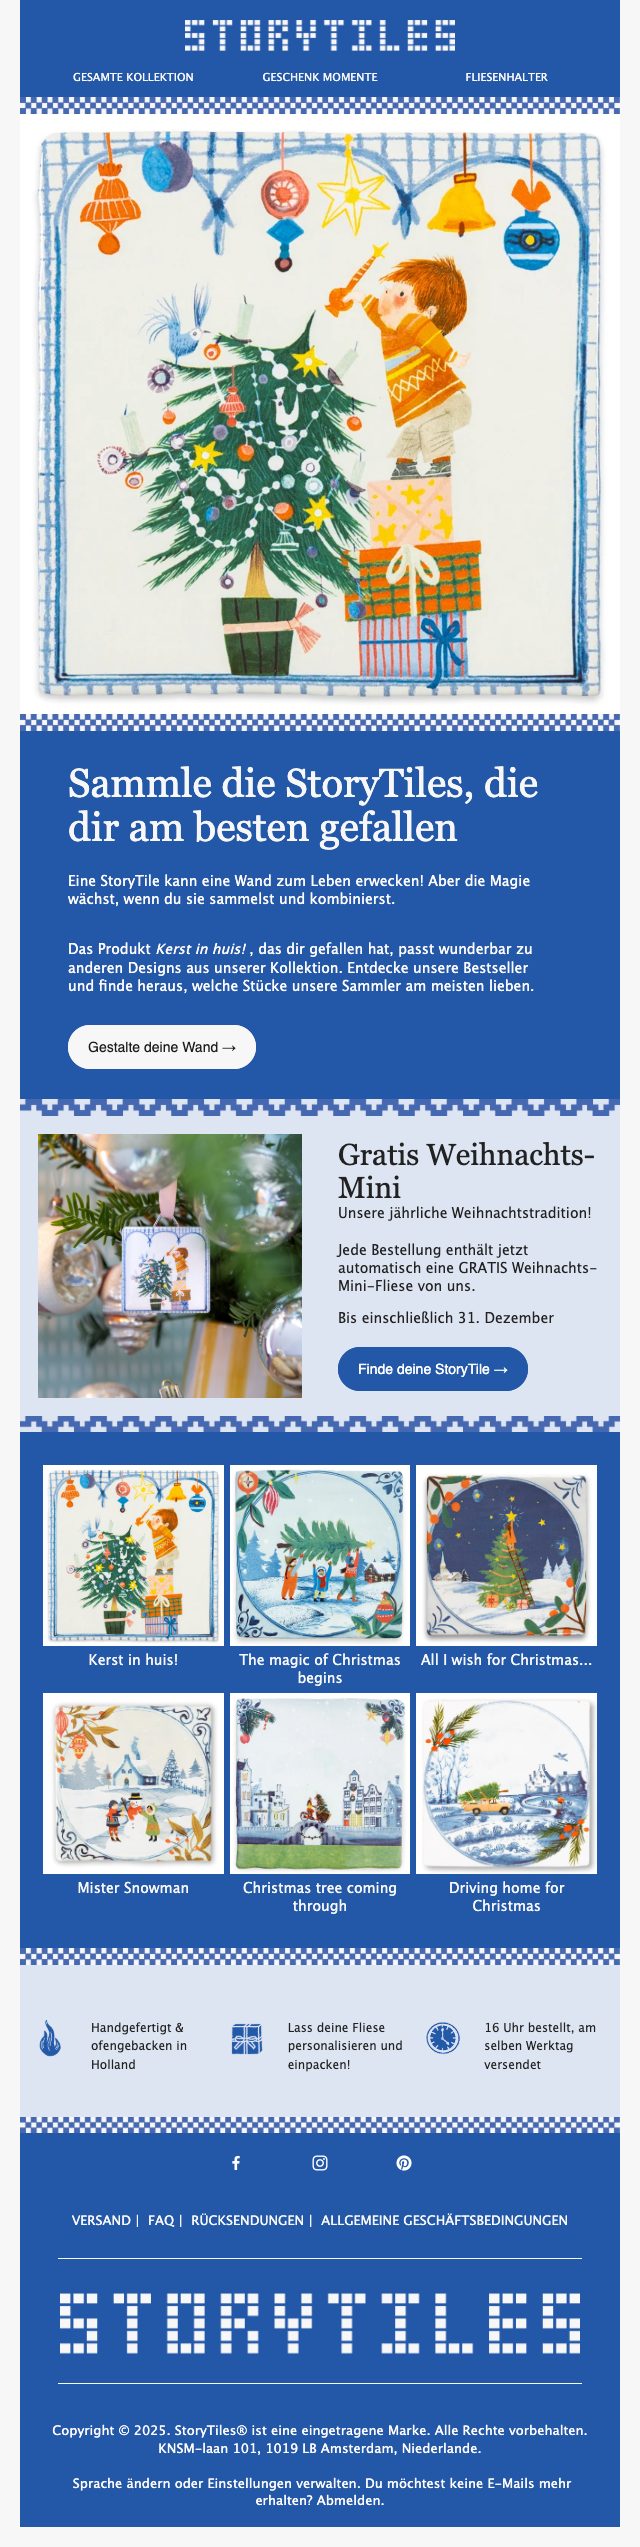 STORYTILES
GESAMTE KOLLEKTION GESCHENK MOMENTE FLIESENHALTER
Sammle die StoryTiles, die
dir am besten gefallen
Eine StoryTile kann eine Wand zum Leben erwecken! Aber die Magie
wächst, wenn du sie sammelst und kombinierst.
Das Produkt Kerst in huis! , das dir gefallen hat, passt wunderbar zu
anderen Designs aus unserer Kollektion. Entdecke unsere Bestseller
und finde heraus, welche Stücke unsere Sammler am meisten lieben.
Gestalte deine Wand →
Gratis Weihnachts-
Mini
Unsere jährliche Weihnachtstradition!
Jede Bestellung enthält jetzt
automatisch eine GRATIS Weihnachts-
Mini-Fliese von uns.
Bis einschließlich 31. Dezember
Finde deine StoryTile →
Kerst in huis!
The magic of Christmas
begins
All I wish for Christmas...
Mister Snowman
Christmas tree coming
through
Driving home for
Christmas
Handgefertigt &
ofengebacken in
Holland
Lass deine Fliese
personalisieren und
einpacken!
16 Uhr bestellt, am
selben Werktag
versendet
VERSAND | FAQ | RÜCKSENDUNGEN | ALLGEMEINE GESCHÄFTSBEDINGUNGEN
STORYTILES
Copyright © 2025. StoryTiles® ist eine eingetragene Marke. Alle Rechte vorbehalten.
KNSM-laan 101, 1019 LB Amsterdam, Niederlande.
Sprache ändern oder Einstellungen verwalten. Du möchtest keine E-Mails mehr
erhalten? Abmelden.